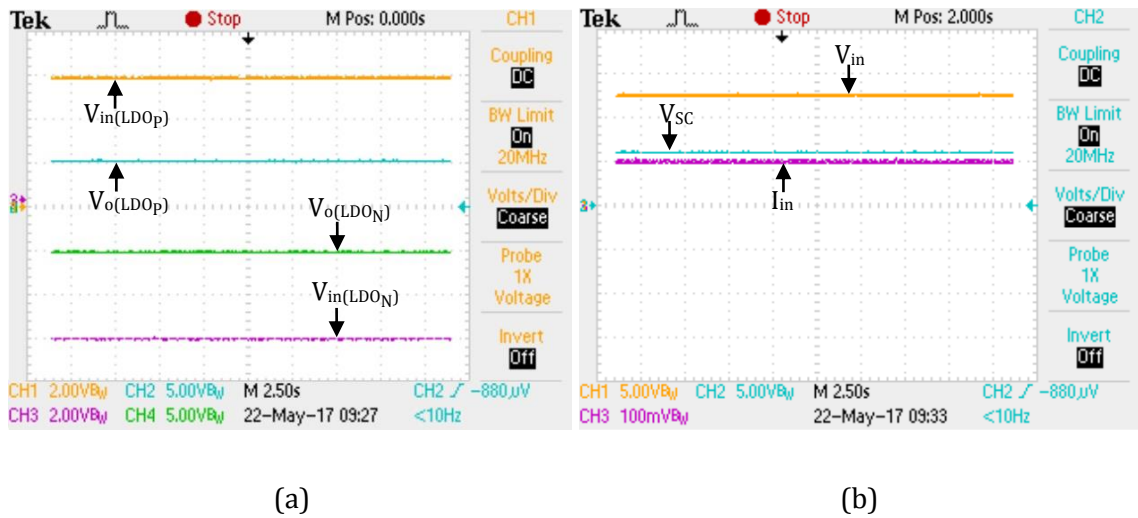 Tek Stop M Pos: 0.000s CH1
Coupling
DC
BW Limit
On
20MHz
Volts/Div
Coarse
Probe
1X
Voltage
Invert
Off
Vin(LDOP)
Vo(LDOP)
Vo(LDON)
Vin(LDON)
CH1 2.00VBW CH2 5.00VBW M 2.50s CH2 -880µV
CH3 2.00VBW CH4 5.00VBW 22-May-17 09:27 <10Hz
(a)
Tek Stop M Pos: 2.000s CH2
Coupling
DC
BW Limit
On
20MHz
Volts/Div
Coarse
Probe
1X
Voltage
Invert
Off
Vin
VSC
Iin
3
CH1 5.00VBW CH2 5.00VBW M 2.50s CH2 -880µV
CH3 100mVBW 22-May-17 09:33 <10Hz
(b)